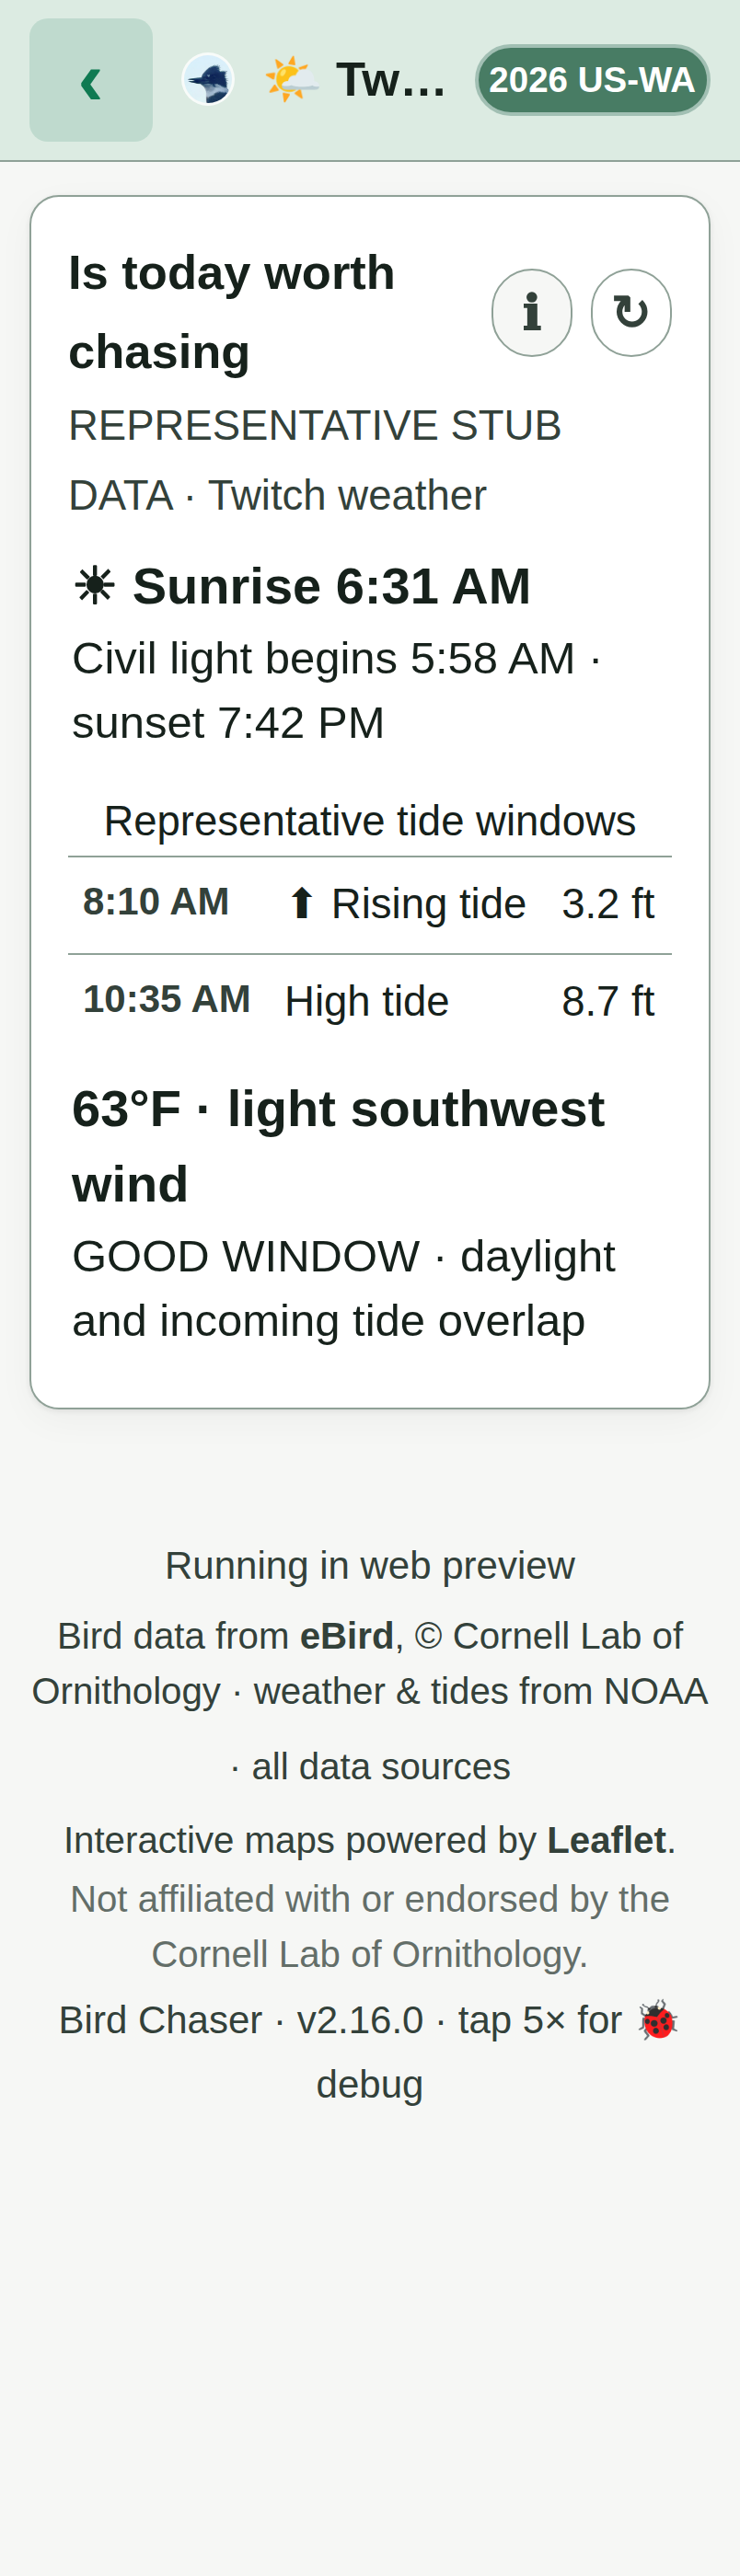 ‹ 🌤️ Tw… 2026 US-WA
Is today worth
chasing
ℹ ↻
REPRESENTATIVE STUB
DATA · Twitch weather
☀ Sunrise 6:31 AM
Civil light begins 5:58 AM ·
sunset 7:42 PM
Representative tide windows
8:10 AM ⬆ Rising tide 3.2 ft
10:35 AM High tide 8.7 ft
63°F · light southwest
wind
GOOD WINDOW · daylight
and incoming tide overlap
Running in web preview
Bird data from eBird, © Cornell Lab of
Ornithology · weather & tides from NOAA
· all data sources
Interactive maps powered by Leaflet.
Not affiliated with or endorsed by the
Cornell Lab of Ornithology.
Bird Chaser · v2.16.0 · tap 5× for 🐞
debug